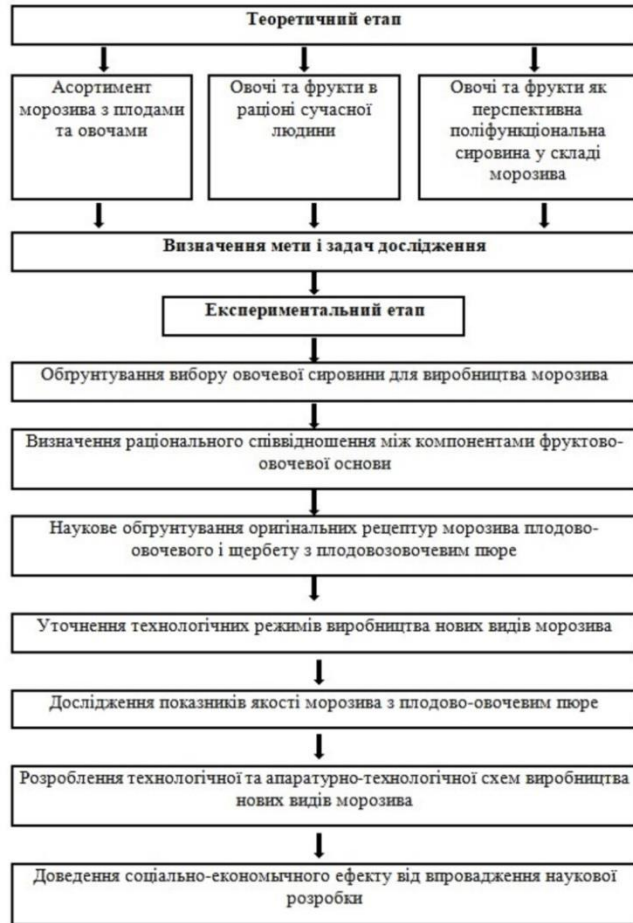 Теоретичний етап
Асортимент
морозива з плодами
та овочами
Овочі та фрукти в
раціоні сучасної
людини
Овочі та фрукти як
перспективна
поліфункціональна
сировина у складі
морозива
Визначення мети і задач дослідження
Експериментальний етап
Обґрунтування вибору овочевої сировини для виробництва морозива
Визначення раціонального співвідношення між компонентами фруктово-
овочевої основи
Наукове обґрунтування оригінальних рецептур морозива плодово-
овочевого і щербету з плодовозовочевим пюре
Уточнення технологічних режимів виробництва нових видів морозива
Дослідження показників якості морозива з плодово-овочевим пюре
Розроблення технологічної та апаратурно-технологічної схем виробництва
нових видів морозива
Доведення соціально-економычного ефекту від впровадження наукової
розробки